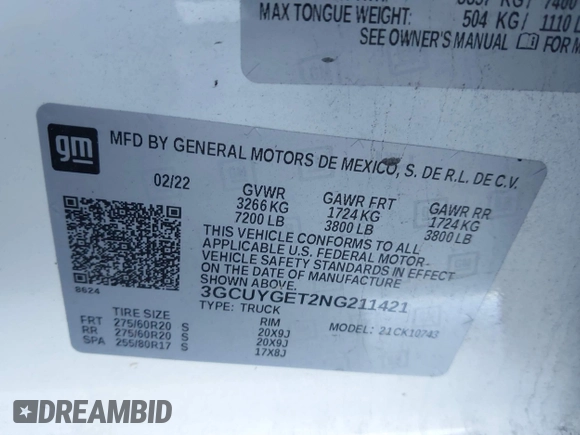 MAX TONGUE WEIGHT: 504 KG / 1110 L
SEE OWNER'S MANUAL FOR M
gm
MFD BY GENERAL MOTORS DE MEXICO, S. DE R.L. DE C.V.
02/22 GVWR GAWR FRT GAWR RR
3266 KG 1724 KG 1724 KG
7200 LB 3800 LB 3800 LB
THIS VEHICLE CONFORMS TO ALL
APPLICABLE U.S. FEDERAL MOTOR-
VEHICLE SAFETY STANDARDS IN EFFECT
ON THE DATE OF MANUFACTURE
8624
3GCUYGET2NG211421
TYPE: TRUCK
MODEL: 21CK10743
TIRE SIZE RIM
FRT 275/60R20 S 20X9J
RR 275/60R20 S 20X9J
SPA 255/80R17 S 17X8J
DREAMBID